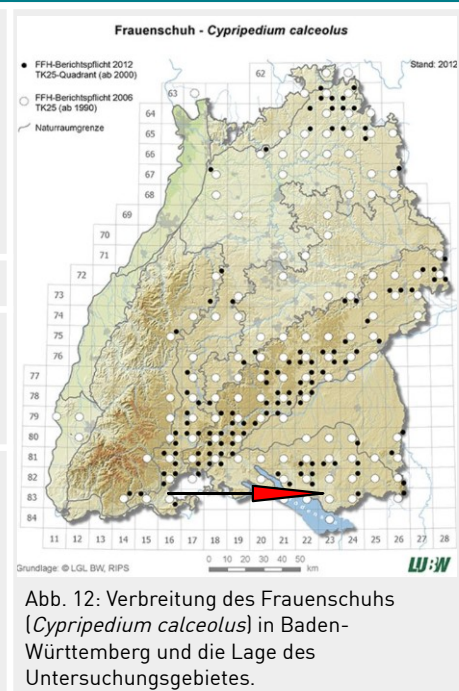 Frauenschuh - Cypripedium calceolus
FFH-Berichtspflicht 2012
TK25-Quadrant (ab 2000)
FFH-Berichtspflicht 2006
TK25 (ab 1990)
Naturraumgrenze
Stand: 2012
62
63
64
65
66
67
68
69
70
71
72
73
74
75
76
77
78
79
80
81
82
83
84
11 12 13 14 15 16 17 18 19 20 21 22 23 24 25 26 27 28
0 10 20 30 40 50
km
Grundlage: © LGL BW, RIPS
LUBW
Abb. 12: Verbreitung des Frauenschuhs
(Cypripedium calceolus) in Baden-
Württemberg und die Lage des
Untersuchungsgebietes.